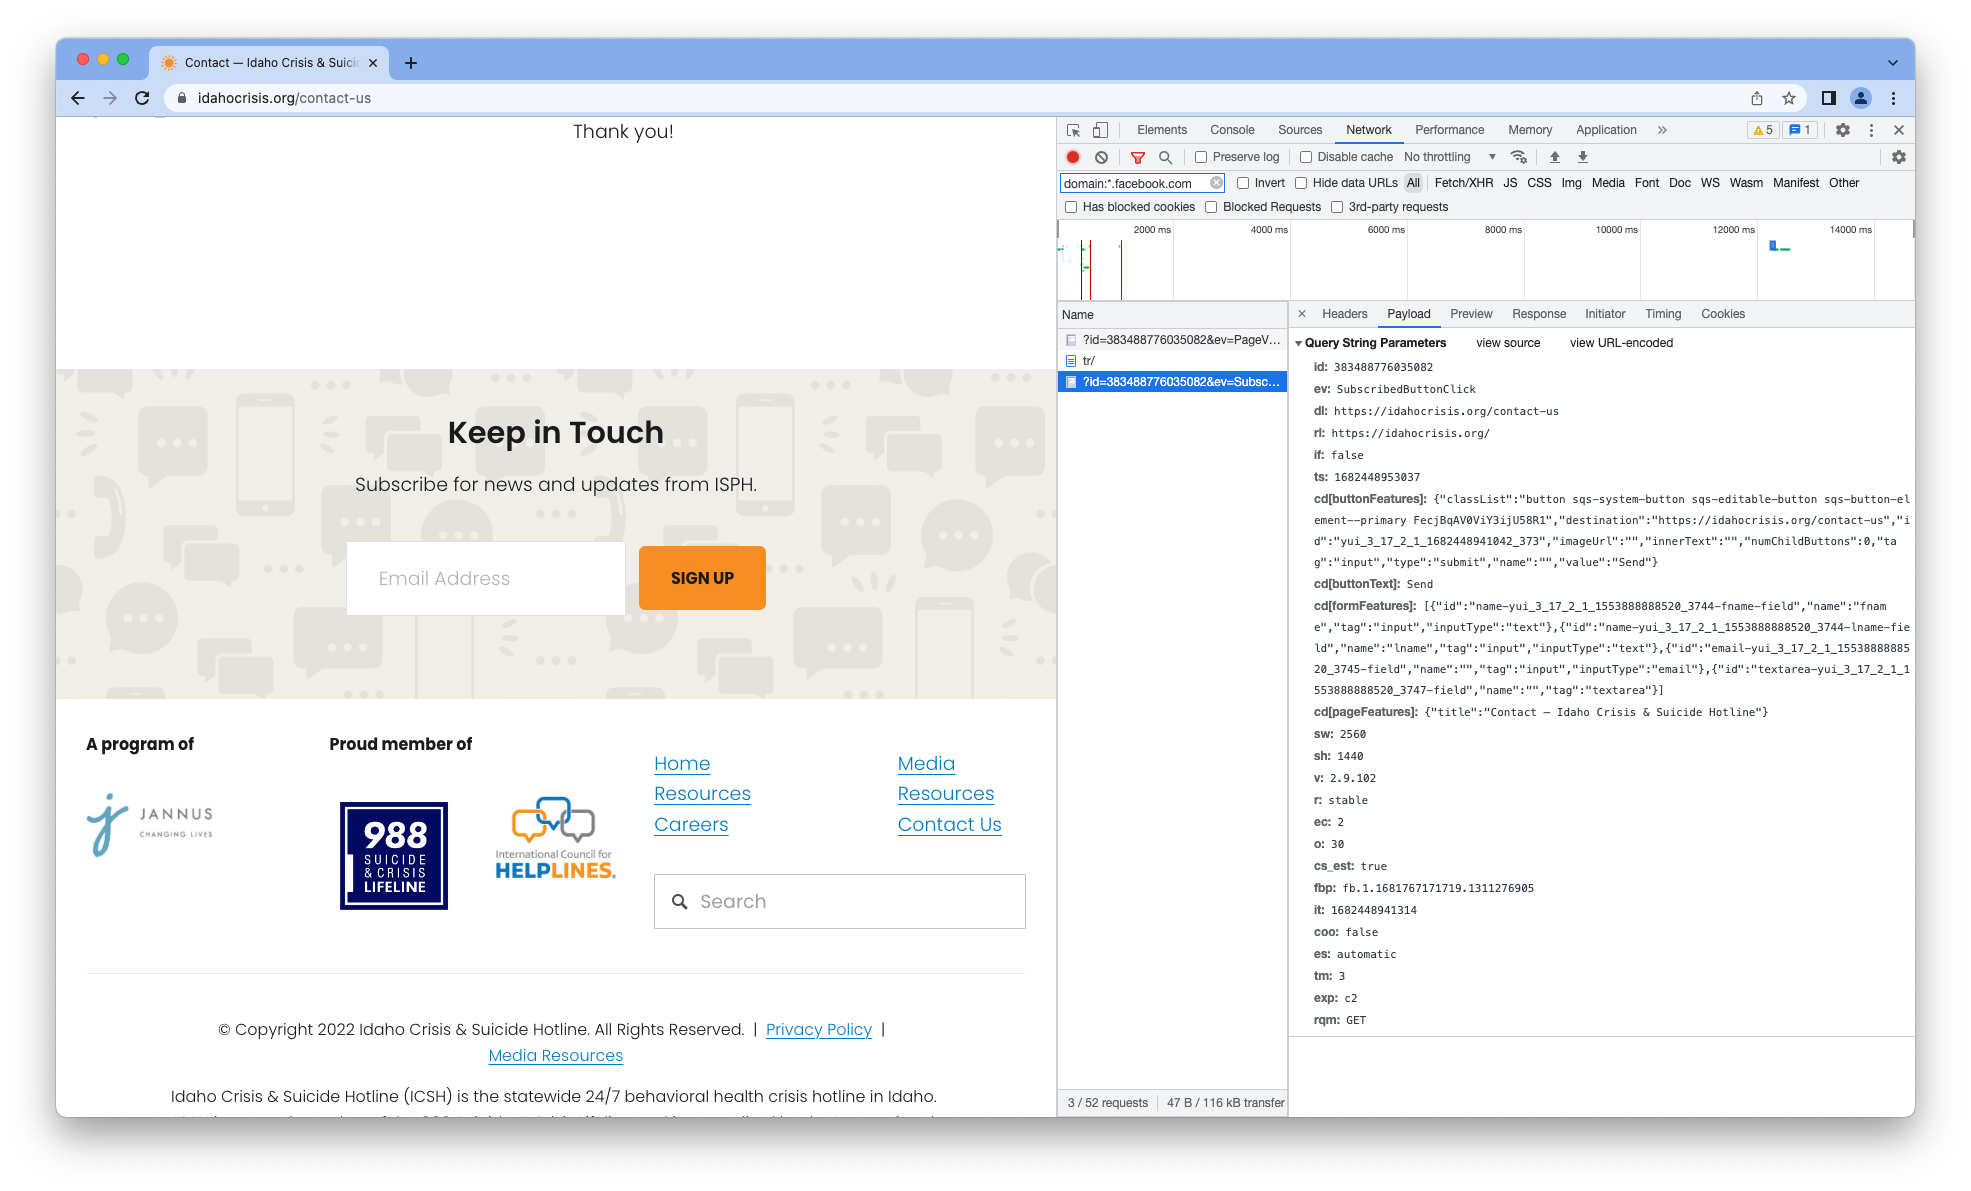 Contact — Idaho Crisis & Suici
idahocrisis.org/contact-us
Thank you!
Keep in Touch
Subscribe for news and updates from ISPH.
Email Address
SIGN UP
A program of
JANNUS
CHANGING LIVES
Proud member of
988
SUICIDE
& CRISIS
LIFELINE
International Council for
HELPLINES.
Home
Resources
Careers
Media
Resources
Contact Us
Search
© Copyright 2022 Idaho Crisis & Suicide Hotline. All Rights Reserved. | Privacy Policy |
Media Resources
Idaho Crisis & Suicide Hotline (ICSH) is the statewide 24/7 behavioral health crisis hotline in Idaho.
Elements Console Sources Network Performance Memory Application » 5 1
Preserve log Disable cache No throttling
domain:*.facebook.com Invert Hide data URLs All Fetch/XHR JS CSS Img Media Font Doc WS Wasm Manifest Other
Has blocked cookies Blocked Requests 3rd-party requests
2000 ms 4000 ms 6000 ms 8000 ms 10000 ms 12000 ms 14000 ms
Name
?id=383488776035082&ev=PageV...
tr/
?id=383488776035082&ev=Subsc...
3 / 52 requests 47 B / 116 kB transfer
× Headers Payload Preview Response Initiator Timing Cookies
Query String Parameters view source view URL-encoded
id: 383488776035082
ev: SubscribedButtonClick
dl: https://idahocrisis.org/contact-us
rl: https://idahocrisis.org/
if: false
ts: 1682448953037
cd[buttonFeatures]: {"classList":"button sqs-system-button sqs-editable-button sqs-button-el
ement--primary FecjBqAV0ViY3ijU58R1","destination":"https://idahocrisis.org/contact-us","i
d":"yui_3_17_2_1_1682448941042_373","imageUrl":"","innerText":"","numChildButtons":0,"ta
g":"input","type":"submit","name":"","value":"Send"}
cd[buttonText]: Send
cd[formFeatures]: [{"id":"name-yui_3_17_2_1_1553888888520_3744-fname-field","name":"fnam
e","tag":"input","inputType":"text"},{"id":"name-yui_3_17_2_1_1553888888520_3744-lname-fie
ld","name":"lname","tag":"input","inputType":"text"},{"id":"email-yui_3_17_2_1_15538888885
20_3745-field","name":"","tag":"input","inputType":"email"},{"id":"textarea-yui_3_17_2_1_1
553888888520_3747-field","name":"","tag":"textarea"}]
cd[pageFeatures]: {"title":"Contact — Idaho Crisis & Suicide Hotline"}
sw: 2560
sh: 1440
v: 2.9.102
r: stable
ec: 2
o: 30
cs_est: true
fbp: fb.1.1681767171719.1311276905
it: 1682448941314
coo: false
es: automatic
tm: 3
exp: c2
rqm: GET